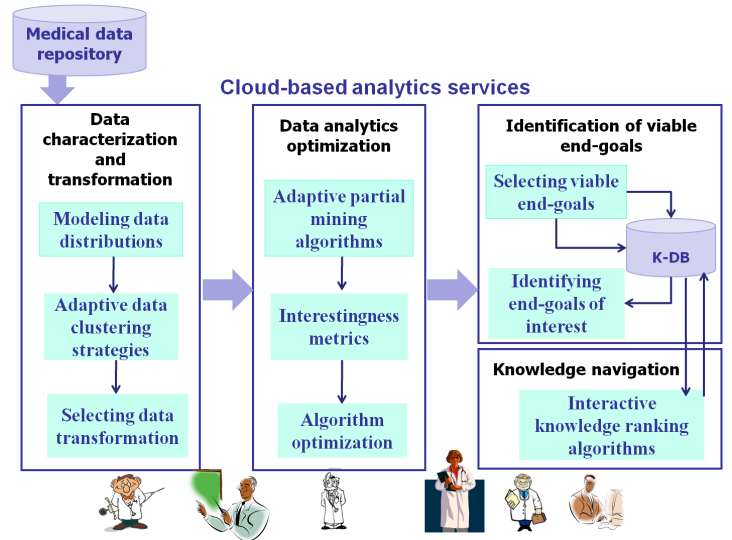 Medical data
repository
Cloud-based analytics services
Data
characterization
and
transformation
Modeling data
distributions
Adaptive data
clustering
strategies
Selecting data
transformation
Data analytics
optimization
Adaptive partial
mining
algorithms
Interestingness
metrics
Algorithm
optimization
Identification of viable
end-goals
Selecting viable
end-goals
K-DB
Identifying
end-goals of
interest
Knowledge navigation
Interactive
knowledge ranking
algorithms